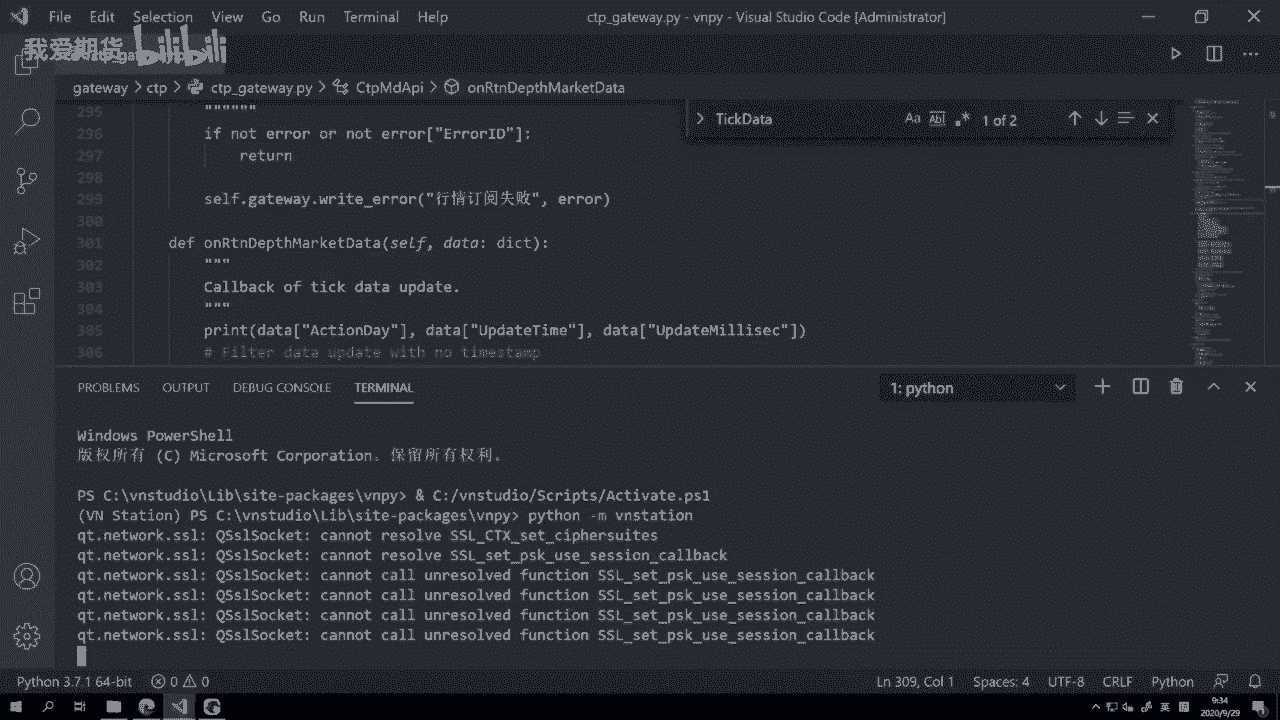 File Edit Selection View Go Run Terminal Help
ctp_gateway.py - vnpy - Visual Studio Code [Administrator]
我爱期货 bilibili
gateway > ctp > ctp_gateway.py > CtpMdApi > onRtnDepthMarketData
TickData
Aa Abl .* 1 of 2
295 """
296 if not error or not error["ErrorID"]:
297 return
298
299 self.gateway.write_error("行情订阅失败", error)
300
301 def onRtnDepthMarketData(self, data: dict):
302 """
303 Callback of tick data update.
304 """
305 print(data["ActionDay"], data["UpdateTime"], data["UpdateMillisec"])
306 # Filter data update with no timestamp
PROBLEMS OUTPUT DEBUG CONSOLE TERMINAL
1: python
Windows PowerShell
版权所有 (C) Microsoft Corporation。保留所有权利。
PS C:\vnstudio\Lib\site-packages\vnpy> & C:/vnstudio/Scripts/Activate.ps1
(VN Station) PS C:\vnstudio\Lib\site-packages\vnpy> python -m vnstation
qt.network.ssl: QSslSocket: cannot resolve SSL_CTX_set_ciphersuites
qt.network.ssl: QSslSocket: cannot resolve SSL_set_psk_use_session_callback
qt.network.ssl: QSslSocket: cannot call unresolved function SSL_set_psk_use_session_callback
qt.network.ssl: QSslSocket: cannot call unresolved function SSL_set_psk_use_session_callback
qt.network.ssl: QSslSocket: cannot call unresolved function SSL_set_psk_use_session_callback
qt.network.ssl: QSslSocket: cannot call unresolved function SSL_set_psk_use_session_callback
Python 3.7.1 64-bit 0 0
Ln 309, Col 1 Spaces: 4 UTF-8 CRLF Python
英
9:34
2020/9/29